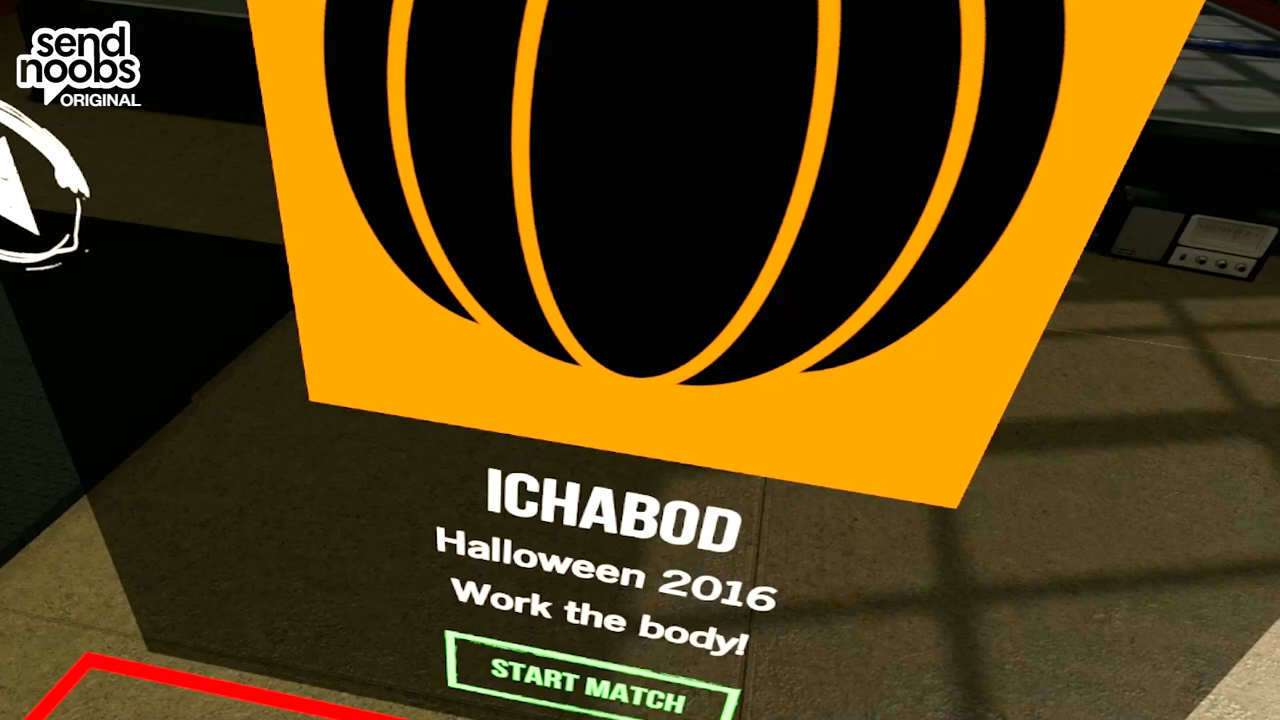 send
noobs
ORIGINAL
ICHABOD
Halloween 2016
Work the body!
START MATCH